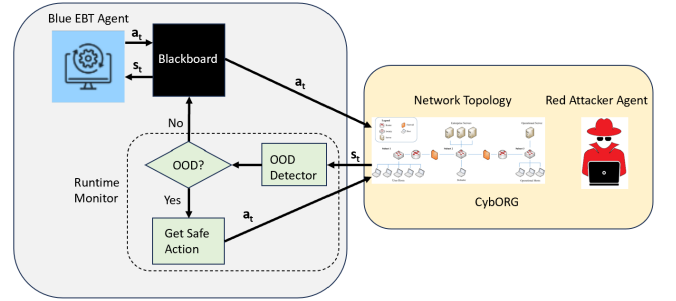 Blue EBT Agent
a_t
s_t
Blackboard
a_t
No
OOD?
OOD
Detector
s_t
Runtime
Monitor
Yes
Get Safe
Action
a_t
Network Topology
Red Attacker Agent
CybORG